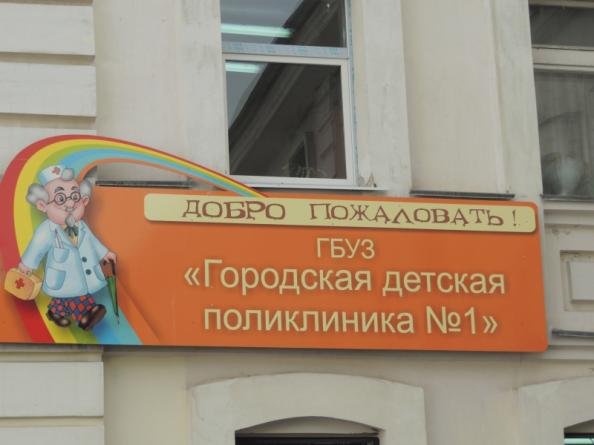 ДОБРО ПОЖАЛОВАТЬ!
ГБУЗ
«Городская детская
поликлиника №1»